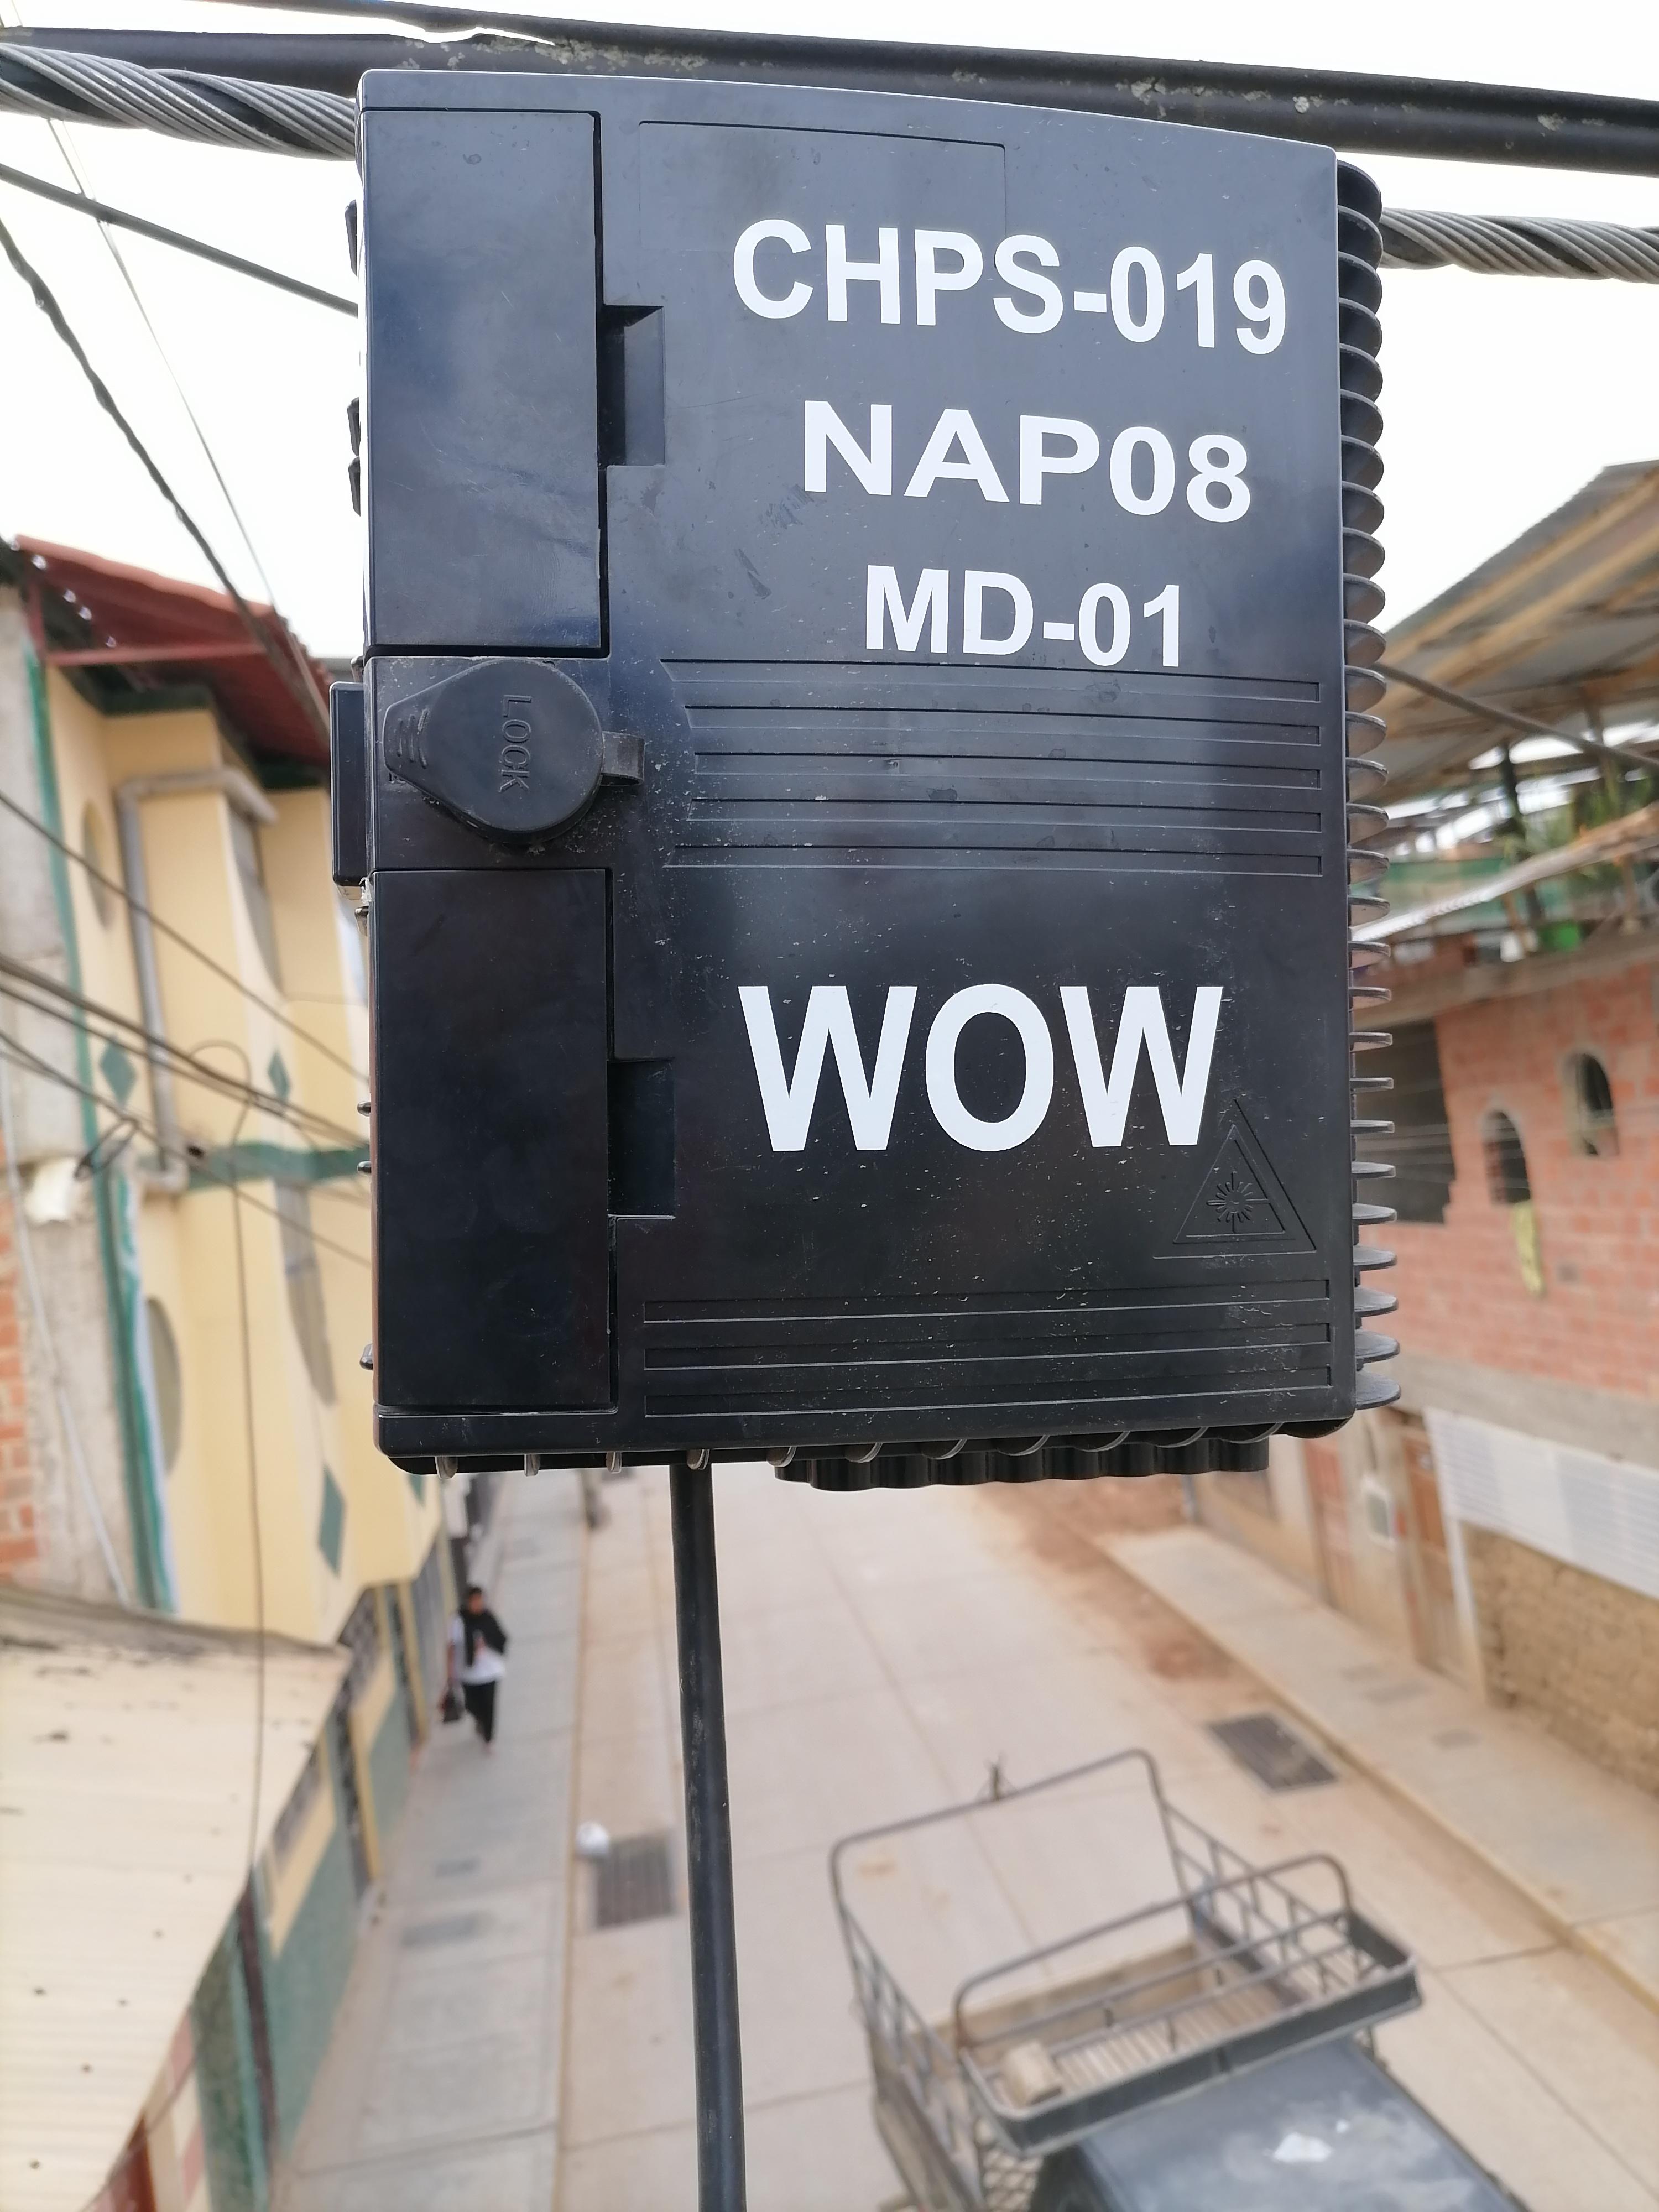 CHPS-019
NAP08
MD-01
LOCK
WOW